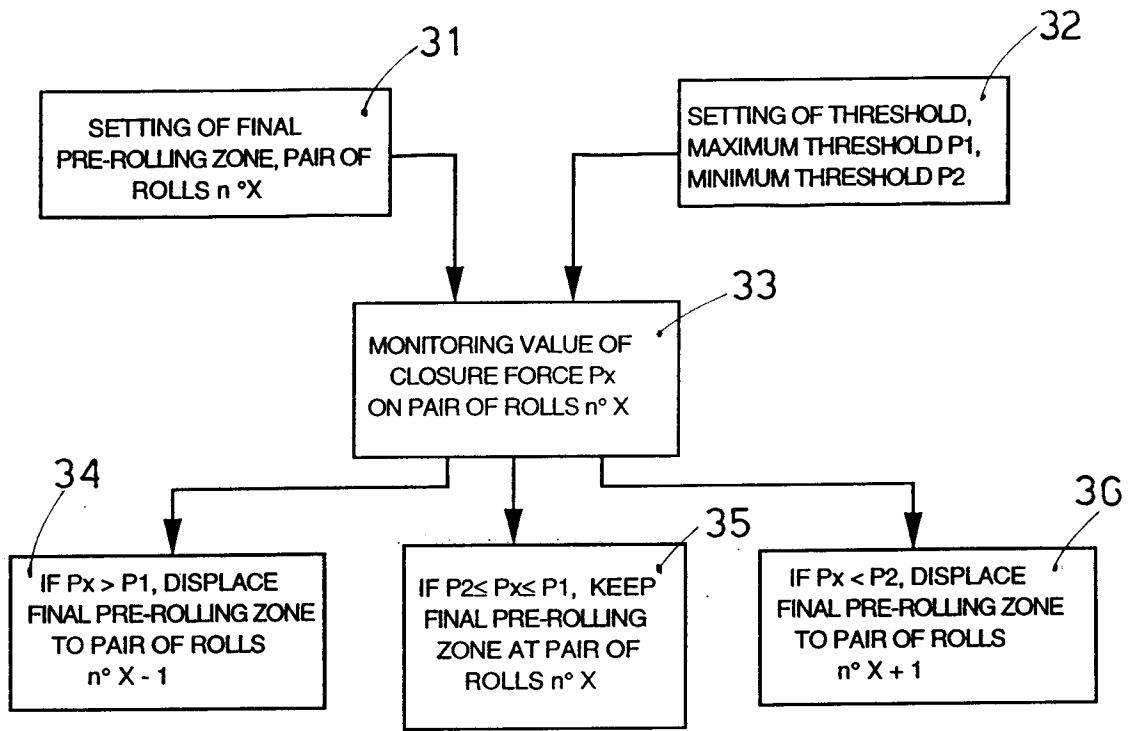 31
SETTING OF FINAL
PRE-ROLLING ZONE, PAIR OF
ROLLS n °X
32
SETTING OF THRESHOLD,
MAXIMUM THRESHOLD P1,
MINIMUM THRESHOLD P2
33
MONITORING VALUE OF
CLOSURE FORCE Px
ON PAIR OF ROLLS n° X
34
IF Px > P1, DISPLACE
FINAL PRE-ROLLING ZONE
TO PAIR OF ROLLS
n° X - 1
35
IF P2≤ Px≤ P1, KEEP
FINAL PRE-ROLLING
ZONE AT PAIR OF
ROLLS n° X
36
IF Px < P2, DISPLACE
FINAL PRE-ROLLING ZONE
TO PAIR OF ROLLS
n° X + 1